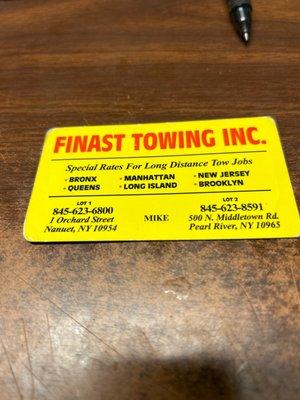 FINAST TOWING INC.
Special Rates For Long Distance Tow Jobs
• BRONX • MANHATTAN • NEW JERSEY
• QUEENS • LONG ISLAND • BROOKLYN
LOT 1
845-623-6800
1 Orchard Street
Nanuet, NY 10954
MIKE
LOT 2
845-623-8591
500 N. Middletown Rd.
Pearl River, NY 10965